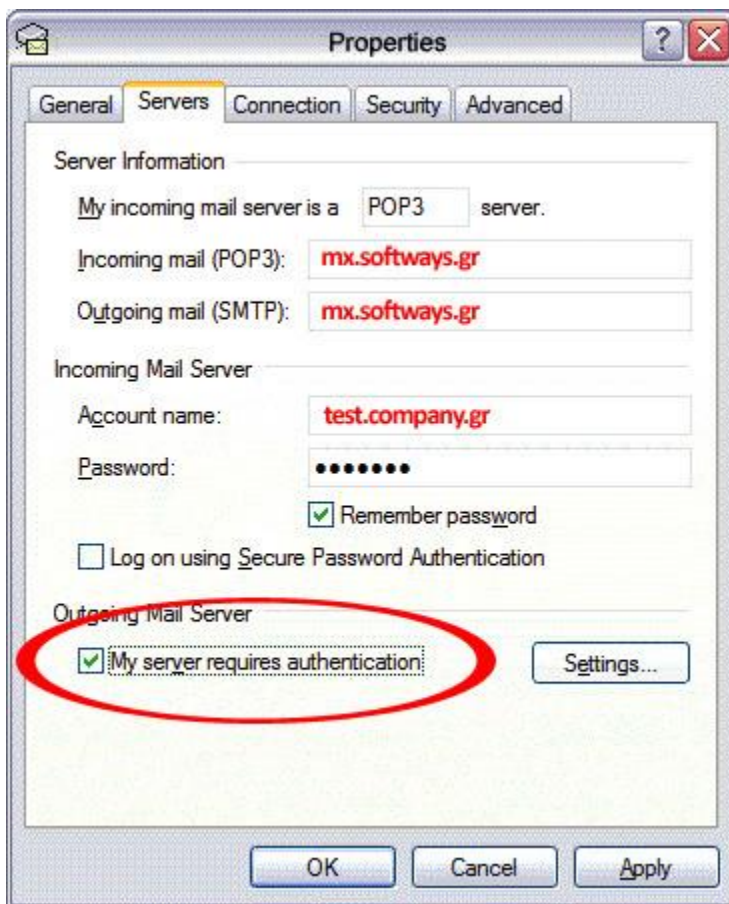 Properties
General Servers Connection Security Advanced
Server Information
My incoming mail server is a POP3 server.
Incoming mail (POP3): mx.softways.gr
Outgoing mail (SMTP): mx.softways.gr
Incoming Mail Server
Account name: test.company.gr
Password: •••••••
Remember password
Log on using Secure Password Authentication
Outgoing Mail Server
My server requires authentication Settings...
OK Cancel Apply